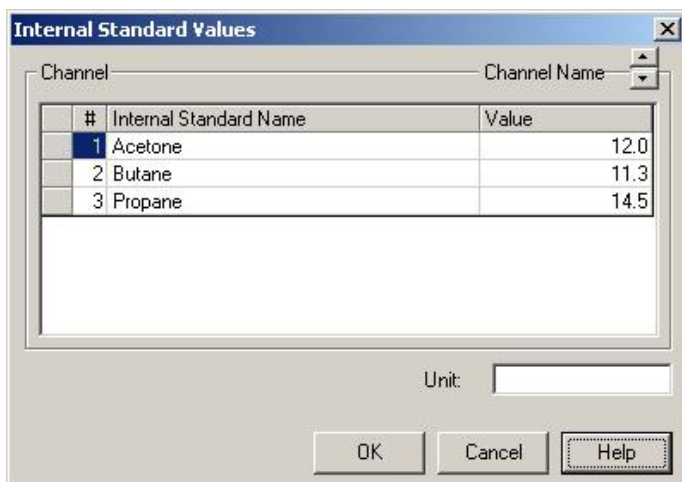 Internal Standard Values
Channel Channel Name
# Internal Standard Name Value
1 Acetone 12.0
2 Butane 11.3
3 Propane 14.5
Unit:
OK Cancel Help